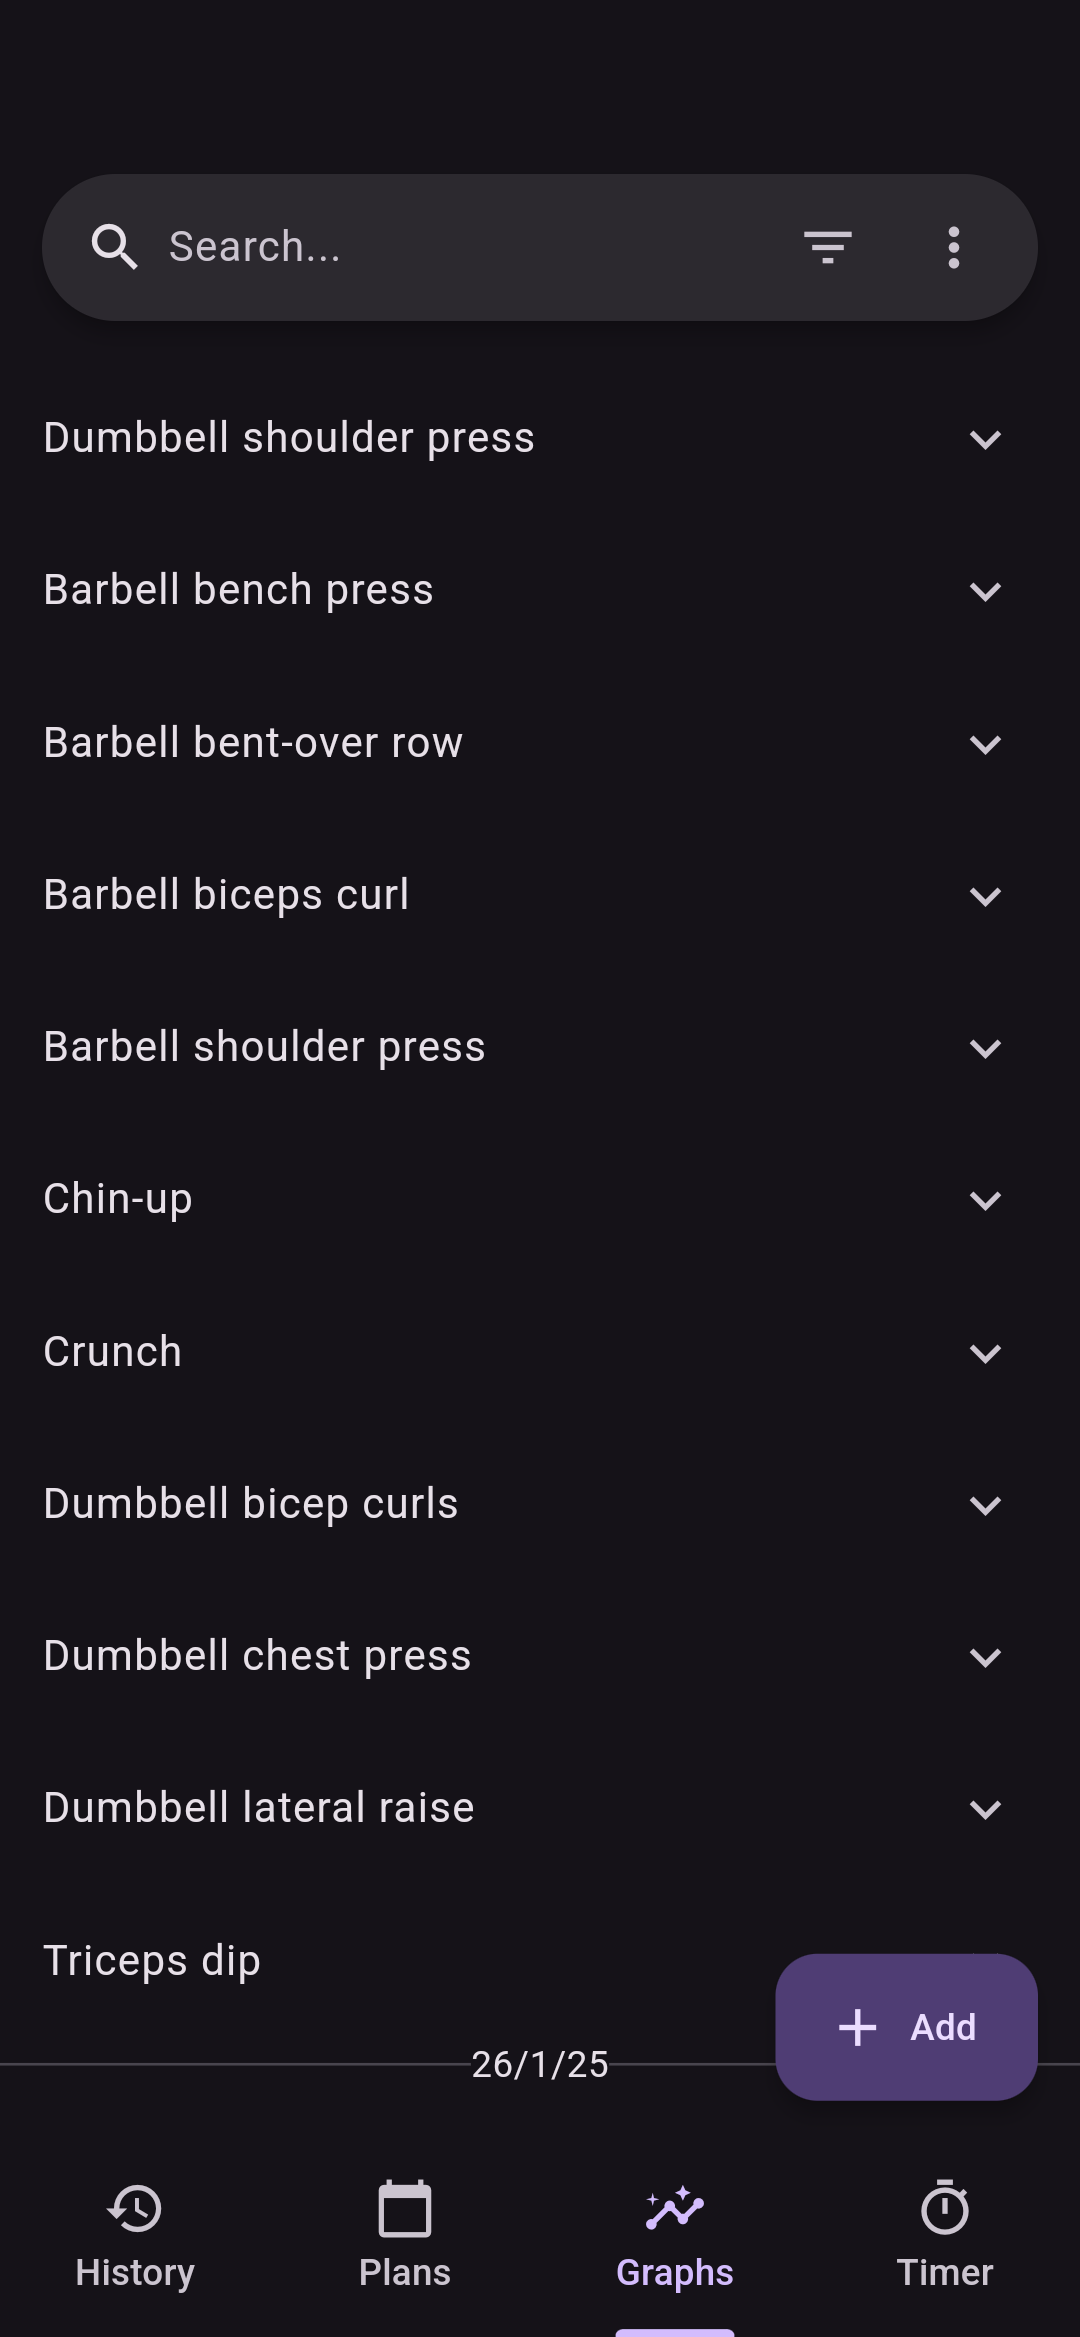 Search...
Dumbbell shoulder press
Barbell bench press
Barbell bent-over row
Barbell biceps curl
Barbell shoulder press
Chin-up
Crunch
Dumbbell bicep curls
Dumbbell chest press
Dumbbell lateral raise
Triceps dip
Add
26/1/25
History
Plans
Graphs
Timer